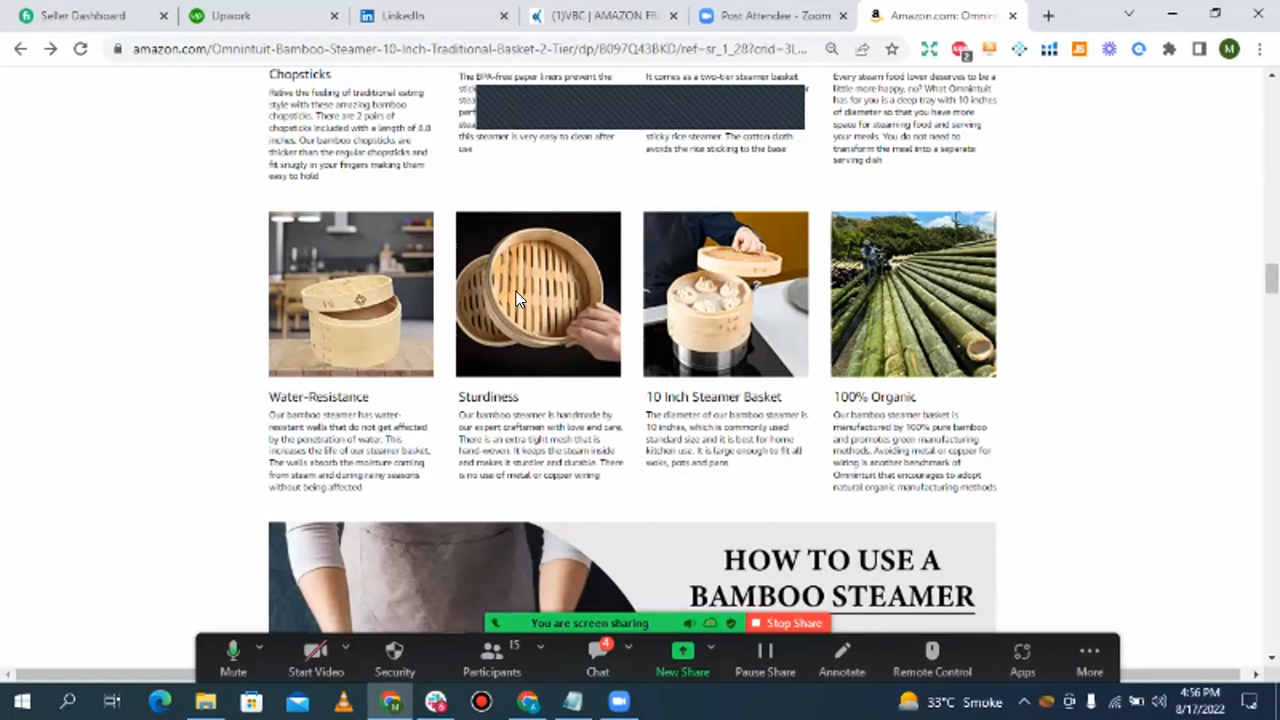 Seller Dashboard
Upwork
LinkedIn
(1)VBC | AMAZON FB
Post Attendee - Zoom
Amazon.com: Omnint
amazon.com/Omnintuit-Bamboo-Steamer-10-Inch-Traditional-Basket-2-Tier/dp/B097Q43BKD/ref=sr_1_28?crid=3L...
M
2
Chopsticks
Relive the feeling of traditional eating
style with these amazing bamboo
chopsticks. There are 2 pairs of
chopsticks included with a length of 8.8
inches. Our bamboo chopsticks are
thicker than the regular chopsticks and
fit snugly in your fingers making them
easy to hold
The BPA-free paper liners prevent the
this steamer is very easy to clean after
use
It comes as a two-tier steamer basket
sticky rice steamer. The cotton cloth
avoids the rice sticking to the base
Every steam food lover deserves to be a
little more happy, no? What Omnintuit
has for you is a deep tray with 10 inches
of diameter so that you have more
space for steaming food and serving
your meals. You do not need to
transform the meal into a separate
serving dish
Water-Resistance
Our bamboo steamer has water-
resistant walls that do not get affected
by the penetration of water. This
increases the life of our steamer basket.
The walls absorb the moisture coming
from steam and during rainy seasons
without being affected
Sturdiness
Our bamboo steamer is handmade by
our expert craftsmen with love and care.
There is an extra tight mesh that is
hand-woven. It keeps the steam inside
and makes it sturdier and durable. There
is no use of metal or copper wiring
10 Inch Steamer Basket
The diameter of our bamboo steamer is
10 inches, which is commonly used
standard size and it is best for home
kitchen use. It is large enough to fit all
woks, pots and pans
100% Organic
Our bamboo steamer basket is
manufactured by 100% pure bamboo
and promotes green manufacturing
methods. Avoiding metal or copper for
wiring is another benchmark of
Omnintuit that encourages to adopt
natural organic manufacturing methods
HOW TO USE A
BAMBOO STEAMER
You are screen sharing
Stop Share
Mute
Start Video
Security
15
Participants
4
Chat
New Share
Pause Share
Annotate
Remote Control
Apps
More
33°C Smoke
4:56 PM
8/17/2022